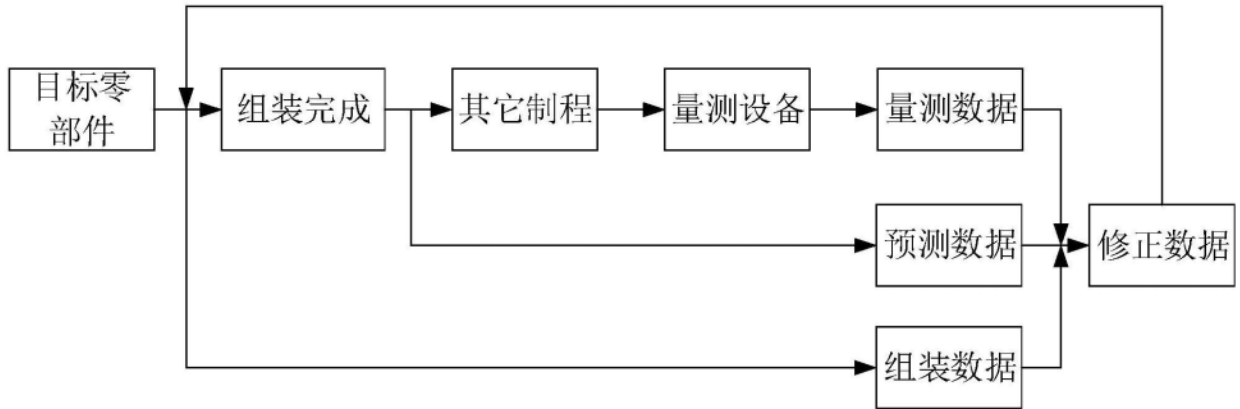 目标零
部件
组装完成
其它制程
量测设备
量测数据
预测数据
修正数据
组装数据